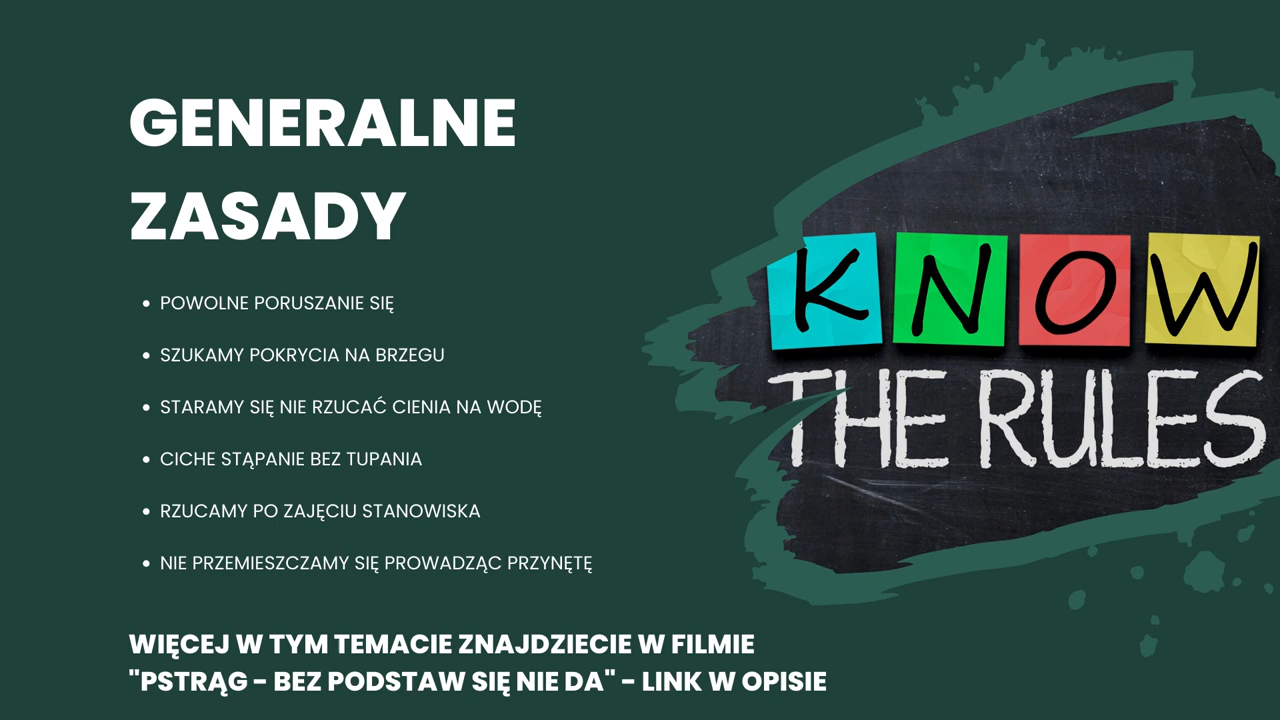 GENERALNE
ZASADY
• POWOLNE PORUSZANIE SIĘ
• SZUKAMY POKRYCIA NA BRZEGU
• STARAMY SIĘ NIE RZUCAĆ CIENIA NA WODĘ
• CICHE STĄPANIE BEZ TUPANIA
• RZUCAMY PO ZAJĘCIU STANOWISKA
• NIE PRZEMIESZCZAMY SIĘ PROWADZĄC PRZYNĘTĘ
KNOW
THE RULES
WIĘCEJ W TYM TEMACIE ZNAJDZIECIE W FILMIE
"PSTRĄG - BEZ PODSTAW SIĘ NIE DA" - LINK W OPISIE